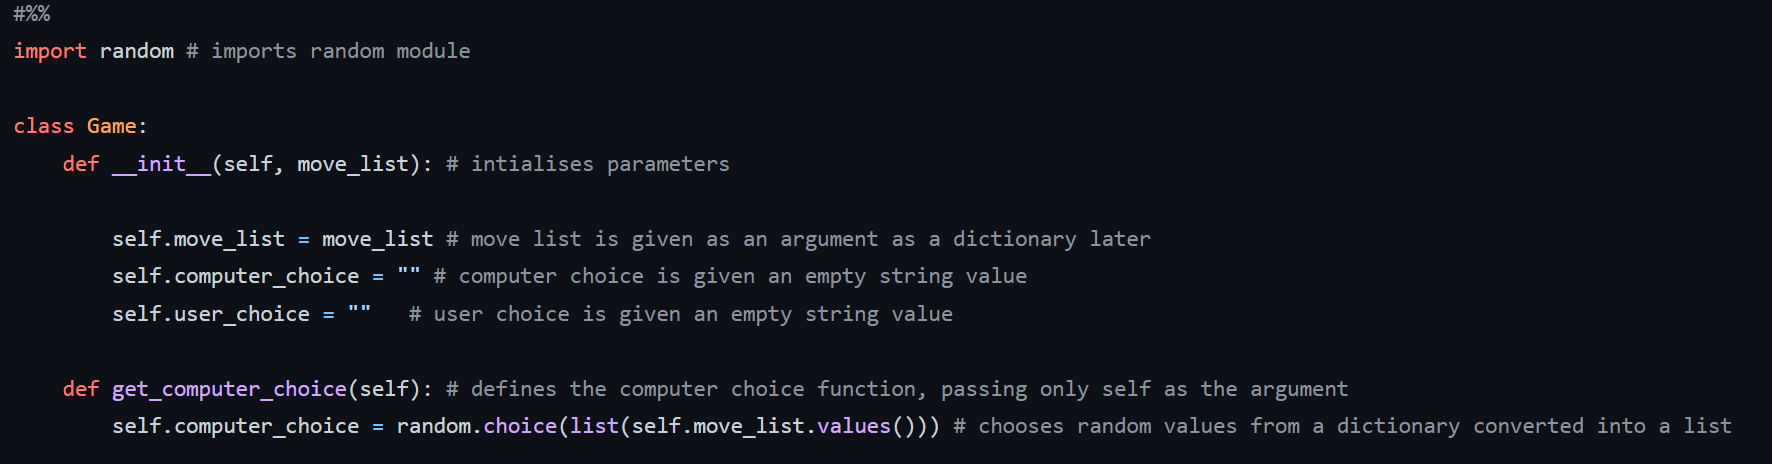 #%%
import random # imports random module
class Game:
    def __init__(self, move_list): # intialises parameters
        self.move_list = move_list # move list is given as an argument as a dictionary later
        self.computer_choice = "" # computer choice is given an empty string value
        self.user_choice = ""   # user choice is given an empty string value
    def get_computer_choice(self): # defines the computer choice function, passing only self as the argument
        self.computer_choice = random.choice(list(self.move_list.values())) # chooses random values from a dictionary converted into a list